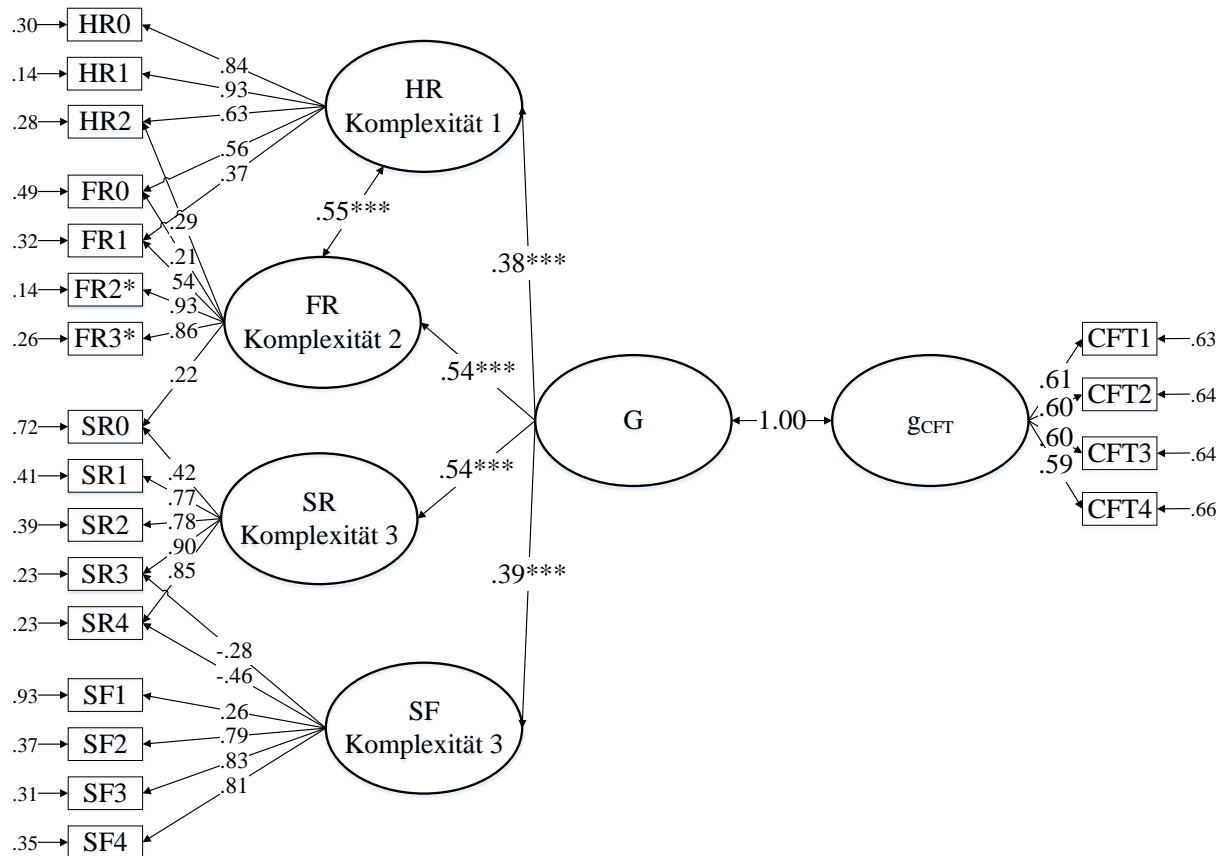 .30 HR0
.84
.14 HR1
.93
HR
Komplexität 1
.28 HR2
.63
.56
.37
.49 FR0
.29
.55***
.32 FR1
.21
.38***
.14 FR2*
.54
.93
FR
Komplexität 2
.26 FR3*
.86
CFT1 .63
.22
.54***
.61
CFT2 .64
.60
.72 SR0
G
1.00
gCFT
.60
CFT3 .64
.42
.54***
.59
.41 SR1
.77
CFT4 .66
SR
Komplexität 3
.39 SR2
.78
.90
.85
.23 SR3
.39***
.23 SR4
-.28
-.46
.93 SF1
.26
SF
Komplexität 3
.37 SF2
.79
.83
.31 SF3
.81
.35 SF4